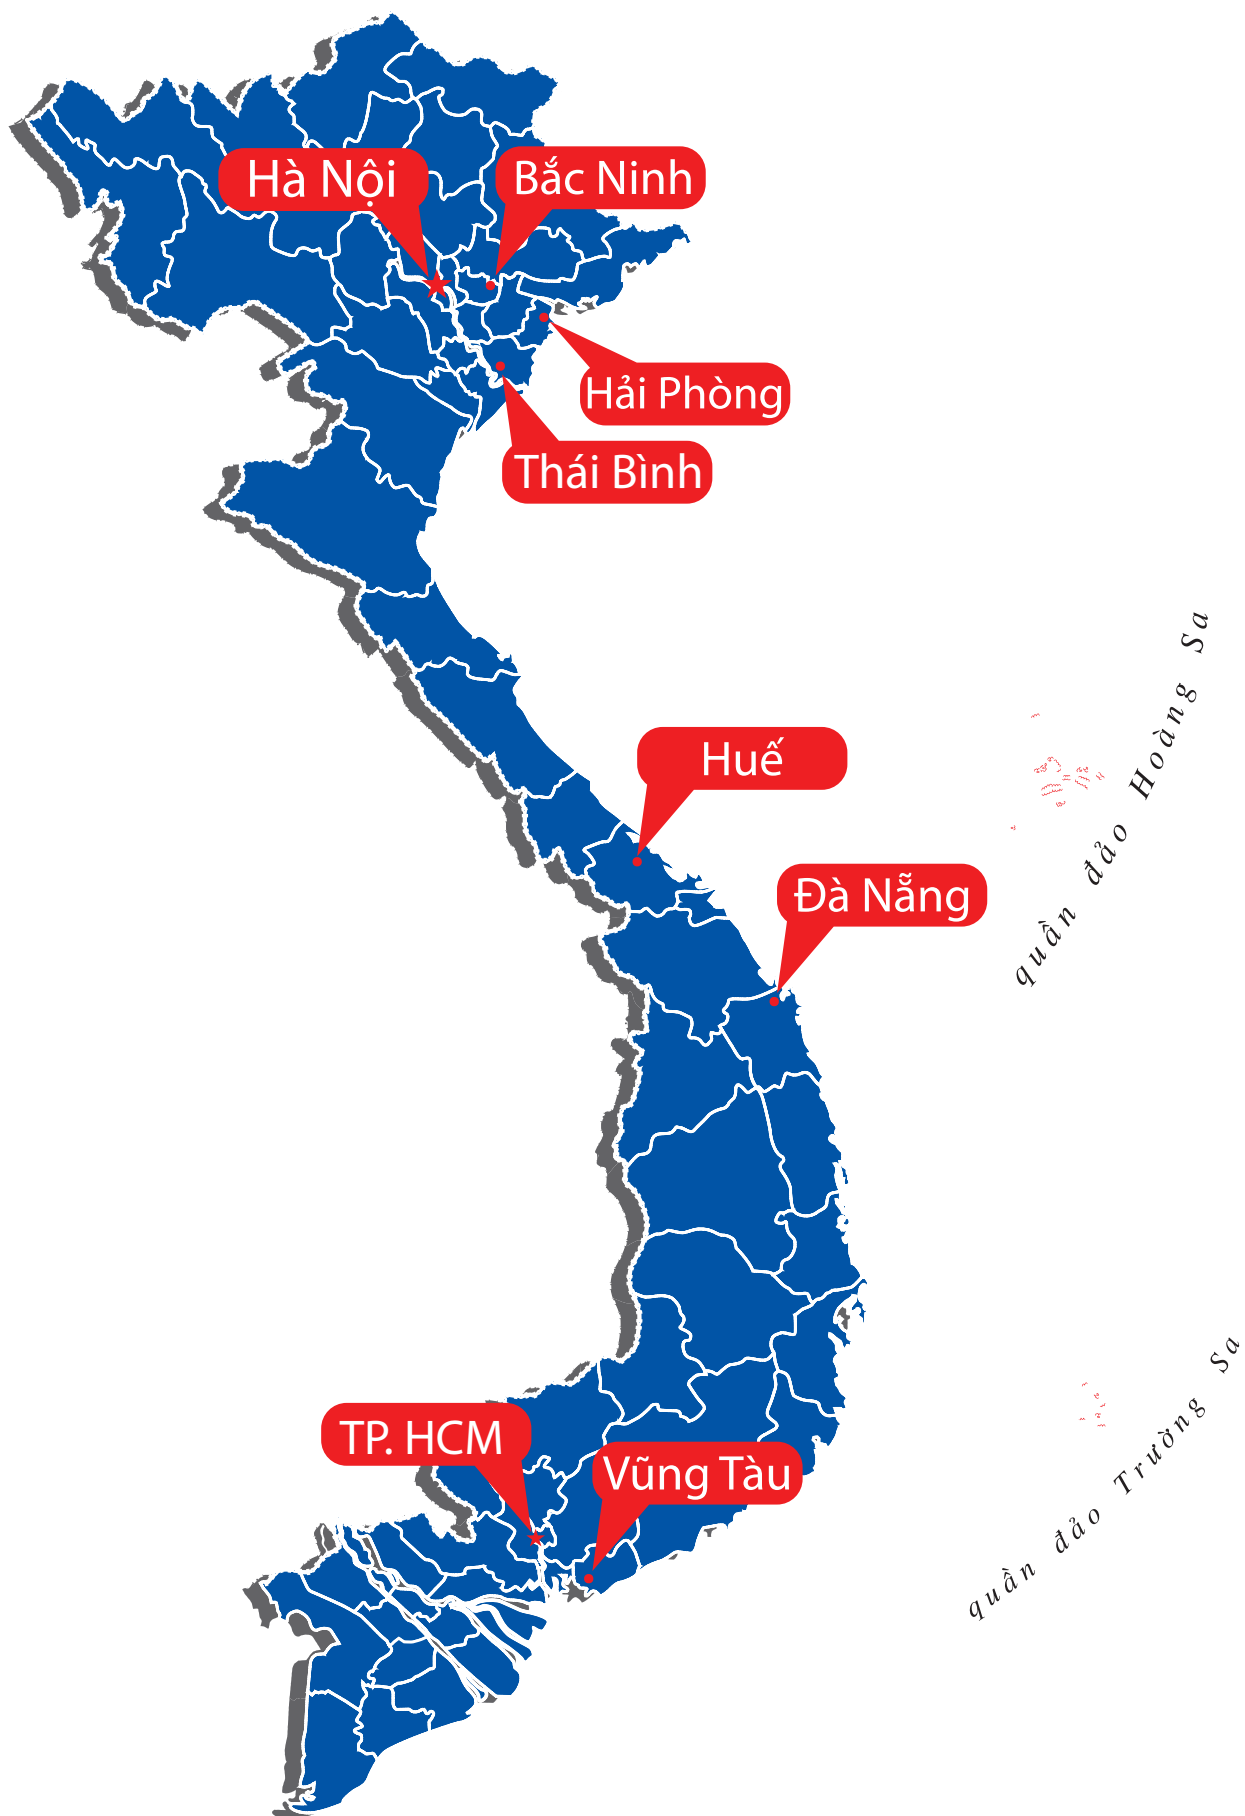 Hà Nội
Bắc Ninh
Hải Phòng
Thái Bình
quần đảo Hoàng Sa
Huế
Đà Nẵng
quần đảo Trường Sa
TP. HCM
Vũng Tàu